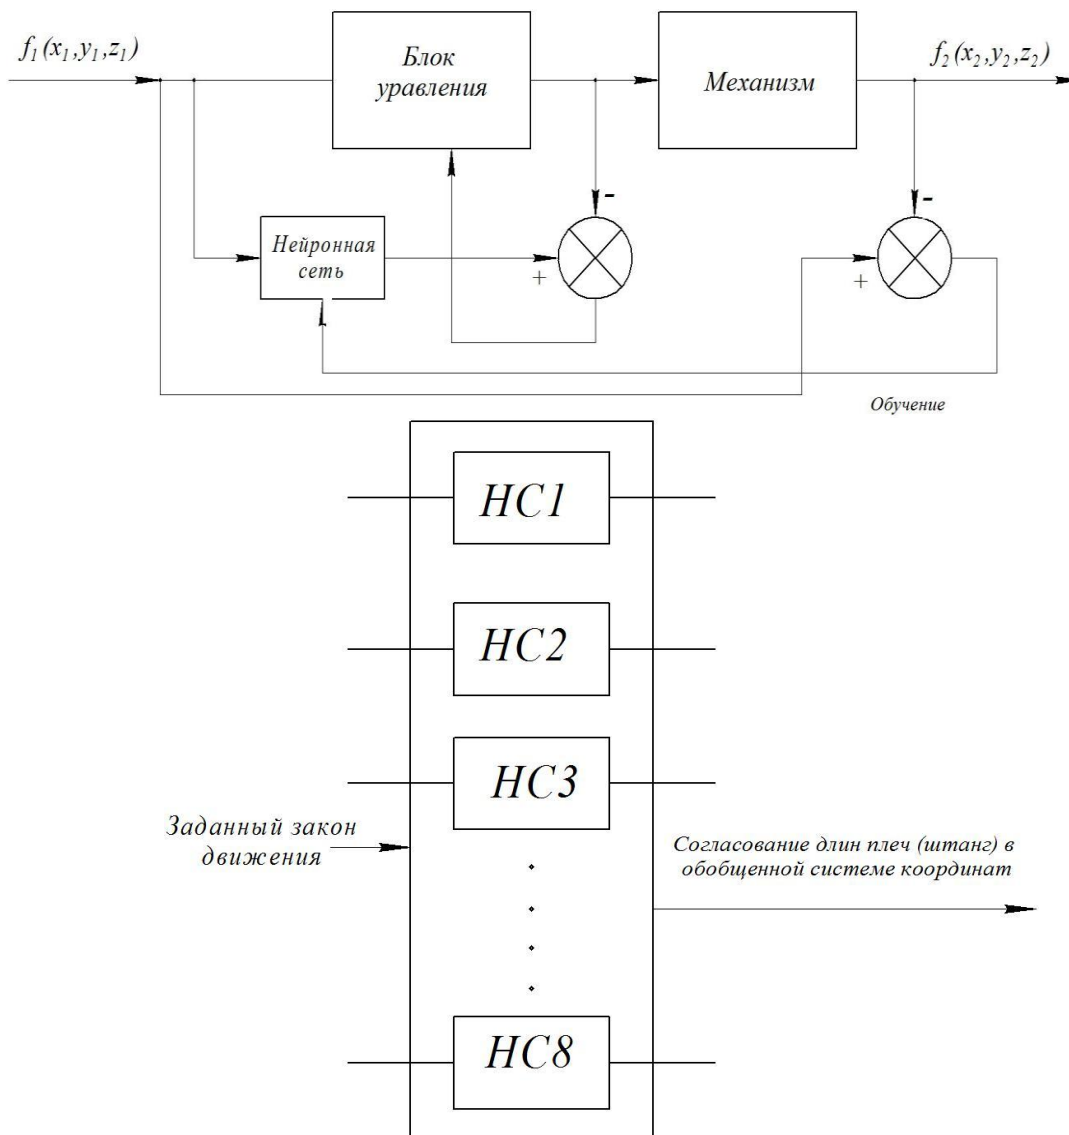 f₁(x₁,y₁,z₁)
Блок
уравления
Механизм
f₂(x₂,y₂,z₂)
-
-
Нейронная
сеть
+
+
Обучение
НС1
НС2
НС3
Заданный закон
движения
Согласование длин плеч (штанг) в
обобщенной системе координат
НС8